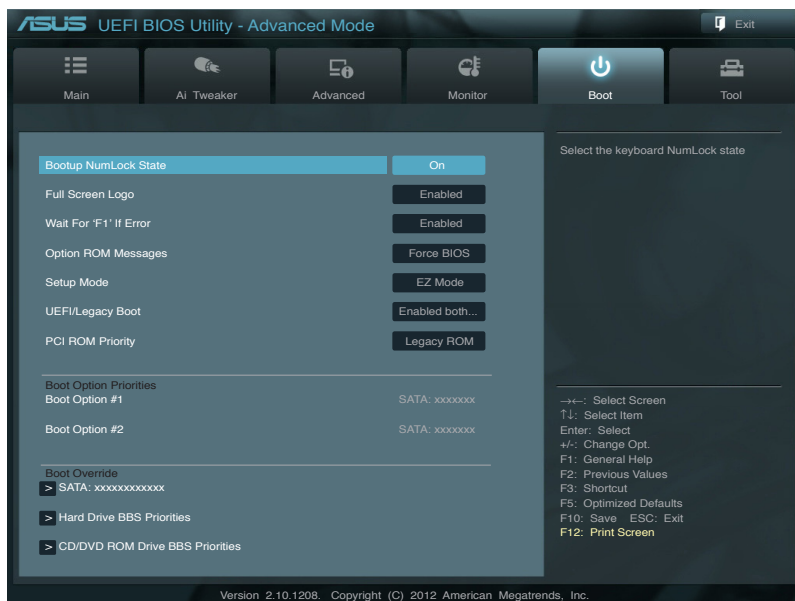 ASUS UEFI BIOS Utility - Advanced Mode
Exit
Main
Ai Tweaker
Advanced
Monitor
Boot
Tool
Select the keyboard NumLock state
Bootup NumLock State On
Full Screen Logo Enabled
Wait For ‘F1’ If Error Enabled
Option ROM Messages Force BIOS
Setup Mode EZ Mode
UEFI/Legacy Boot Enabled both...
PCI ROM Priority Legacy ROM
Boot Option Priorities
Boot Option #1 SATA: xxxxxxx
Boot Option #2 SATA: xxxxxxx
Boot Override
> SATA: xxxxxxxxxxxx
> Hard Drive BBS Priorities
> CD/DVD ROM Drive BBS Priorities
→←: Select Screen
↑↓: Select Item
Enter: Select
+/-: Change Opt.
F1: General Help
F2: Previous Values
F3: Shortcut
F5: Optimized Defaults
F10: Save ESC: Exit
F12: Print Screen
Version 2.10.1208. Copyright (C) 2012 American Megatrends, Inc.